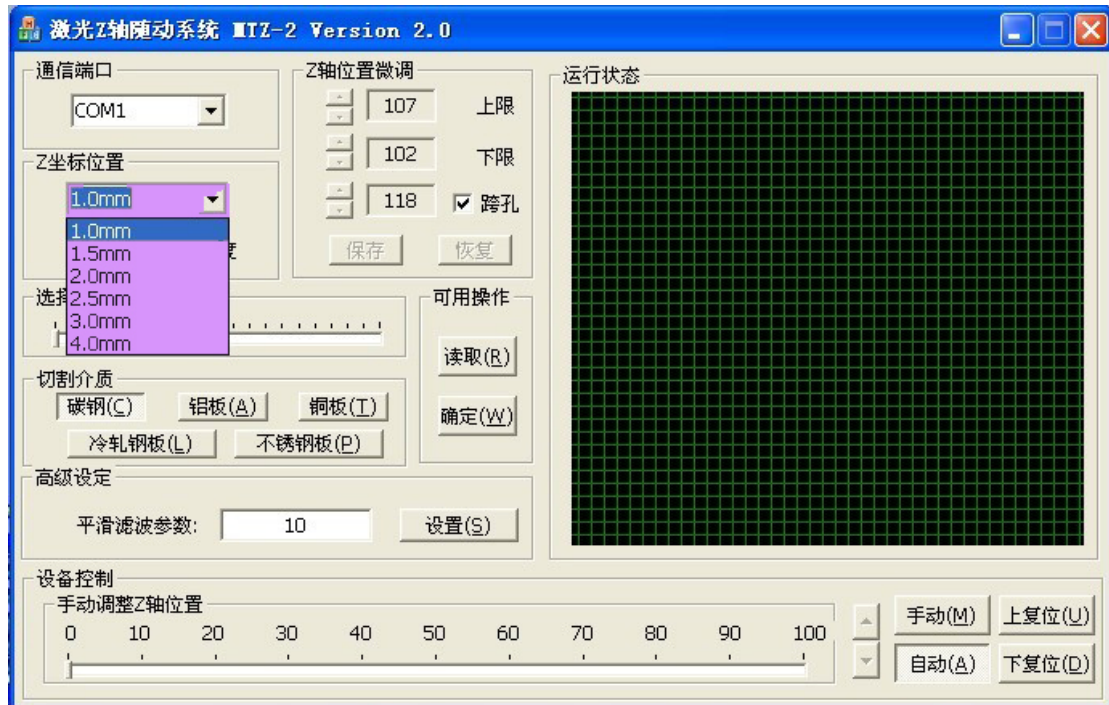 激光Z轴随动系统 MTZ-2 Version 2.0
通信端口
COM1
Z坐标位置
1.0mm
1.0mm
1.5mm
2.0mm
2.5mm
3.0mm
4.0mm
Z轴位置微调
107 上限
102 下限
118 跨孔
保存 恢复
选择
可用操作
读取(R)
确定(W)
切割介质
碳钢(C) 铝板(A) 铜板(T)
冷轧钢板(L) 不锈钢板(P)
高级设定
平滑滤波参数: 10 设置(S)
运行状态
设备控制
手动调整Z轴位置
0 10 20 30 40 50 60 70 80 90 100
手动(M) 上复位(U)
自动(A) 下复位(D)